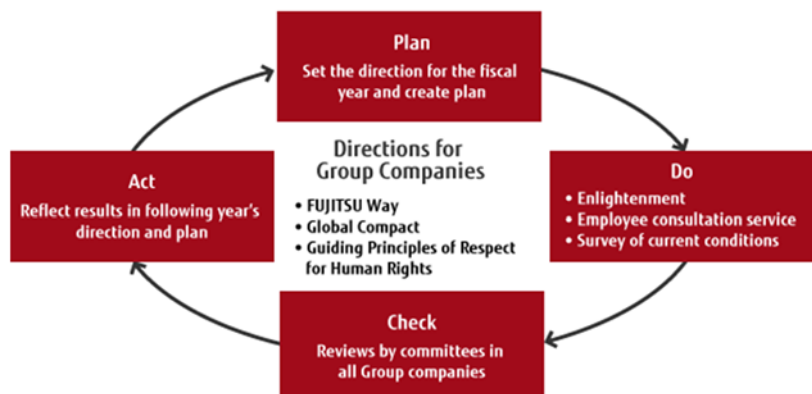 Plan
Set the direction for the fiscal
year and create plan
Directions for
Group Companies
• FUJITSU Way
• Global Compact
• Guiding Principles of Respect
for Human Rights
Do
• Enlightenment
• Employee consultation service
• Survey of current conditions
Check
Reviews by committees in
all Group companies
Act
Reflect results in following year's
direction and plan